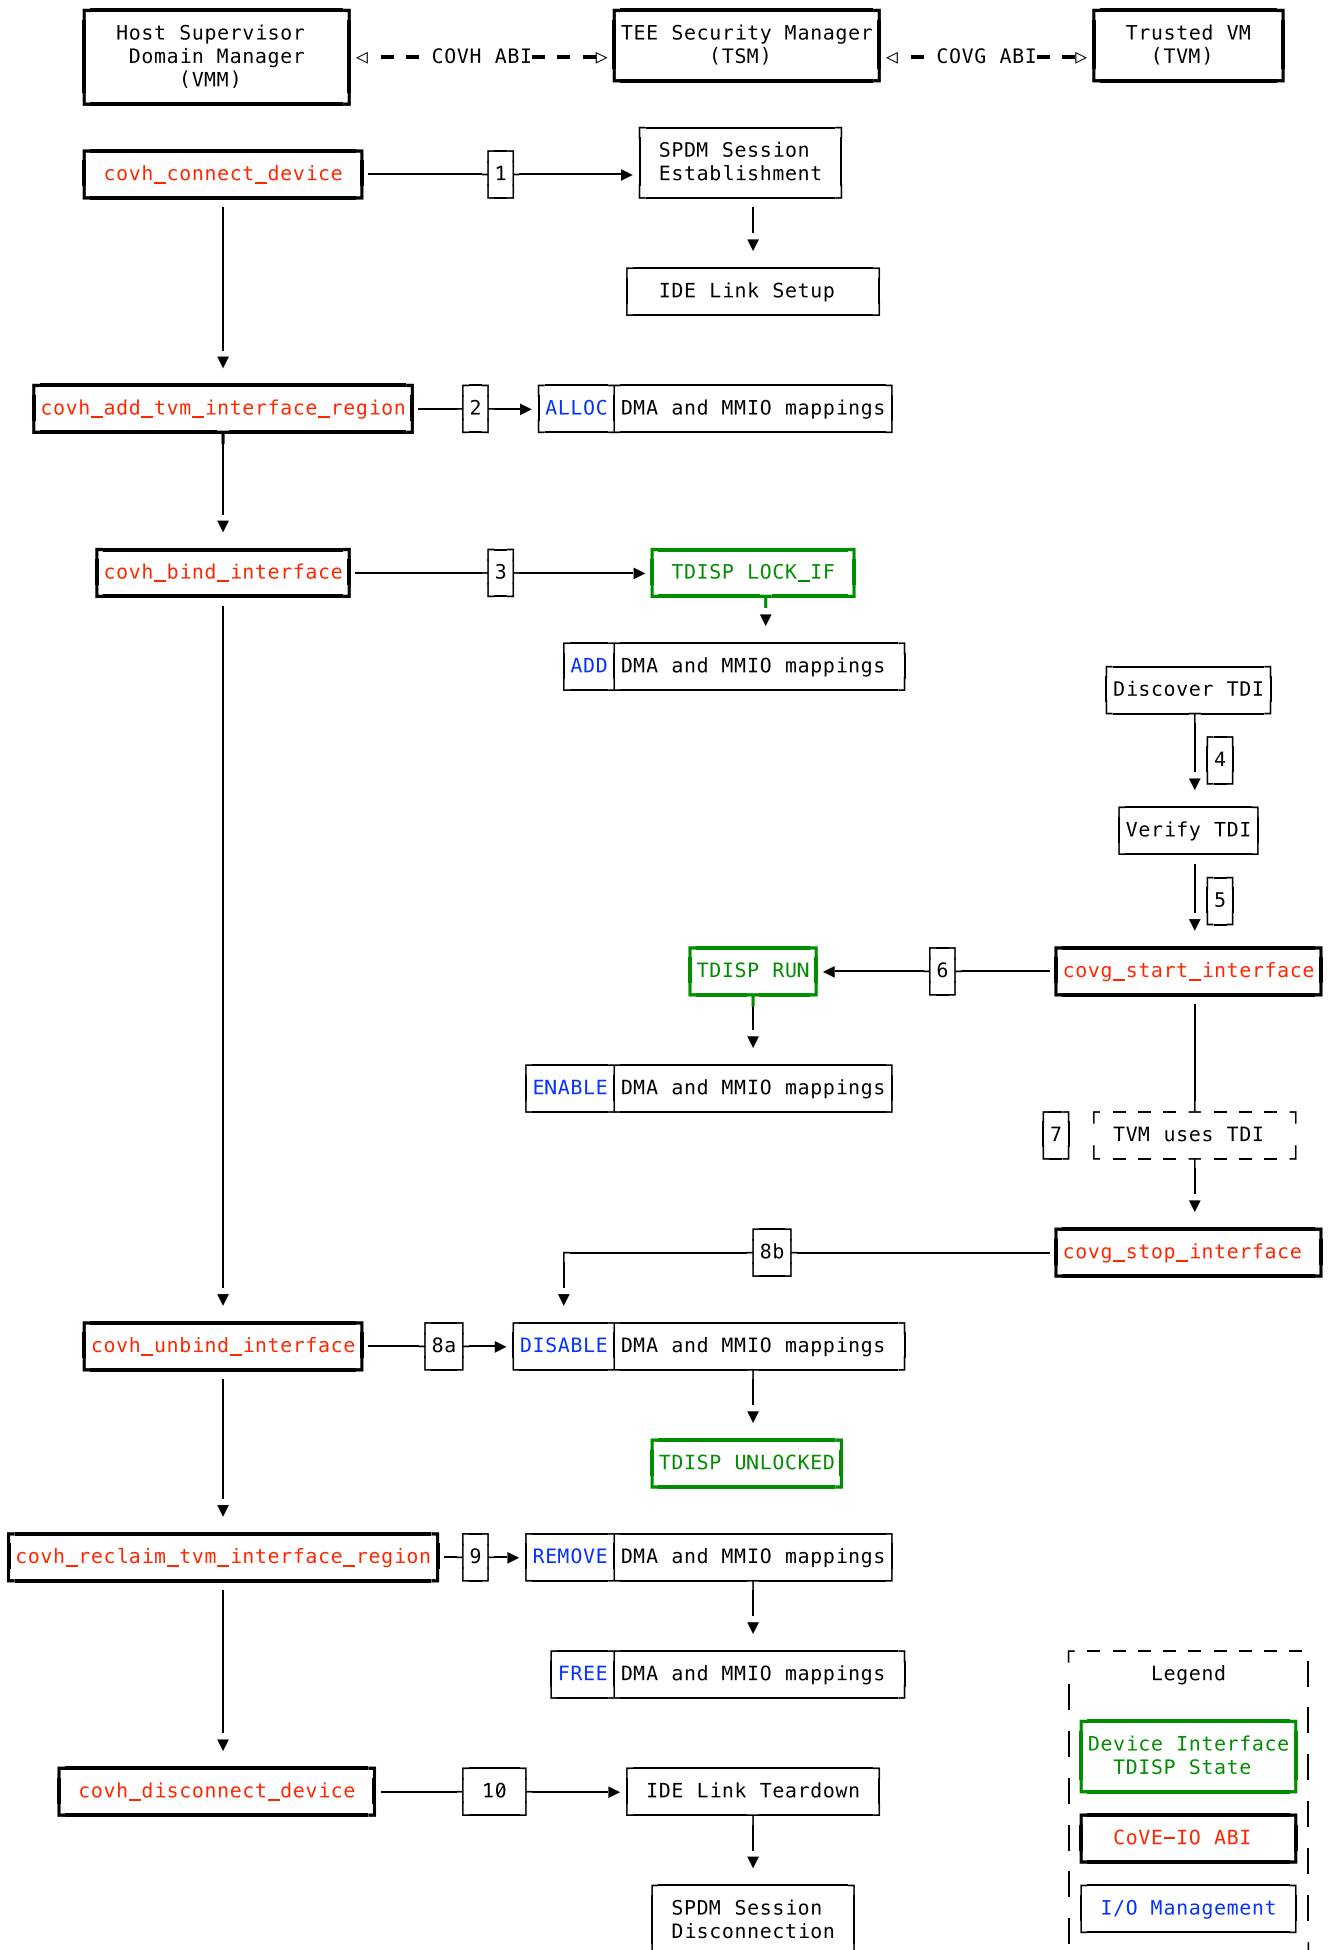 Host Supervisor
Domain Manager
(VMM)
COVH ABI
TEE Security Manager
(TSM)
COVG ABI
Trusted VM
(TVM)
covh_connect_device
1
SPDM Session
Establishment
IDE Link Setup
covh_add_tvm_interface_region
2
ALLOC DMA and MMIO mappings
covh_bind_interface
3
TDISP LOCK_IF
ADD DMA and MMIO mappings
Discover TDI
4
Verify TDI
5
TDISP RUN
6
covg_start_interface
ENABLE DMA and MMIO mappings
7
TVM uses TDI
8b
covg_stop_interface
covh_unbind_interface
8a
DISABLE DMA and MMIO mappings
TDISP UNLOCKED
covh_reclaim_tvm_interface_region
9
REMOVE DMA and MMIO mappings
FREE DMA and MMIO mappings
covh_disconnect_device
10
IDE Link Teardown
SPDM Session
Disconnection
Legend
Device Interface
TDISP State
CoVE-IO ABI
I/O Management